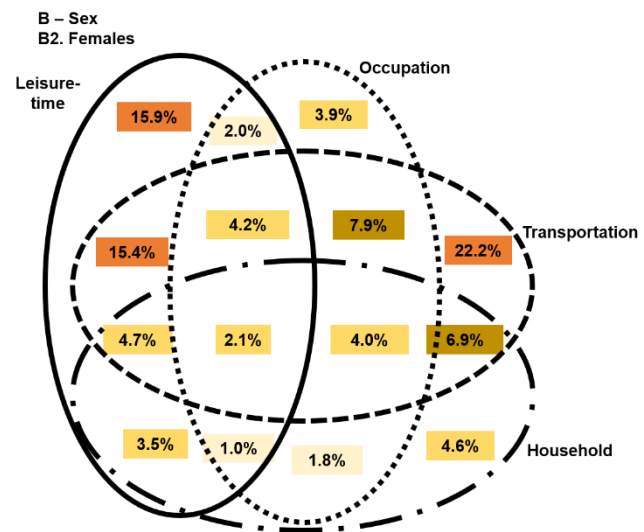 B – Sex
B2. Females
Leisure-
time
Occupation
15.9%
3.9%
2.0%
4.2%
7.9%
Transportation
15.4%
22.2%
4.7%
2.1%
4.0%
6.9%
3.5%
1.0%
1.8%
4.6%
Household